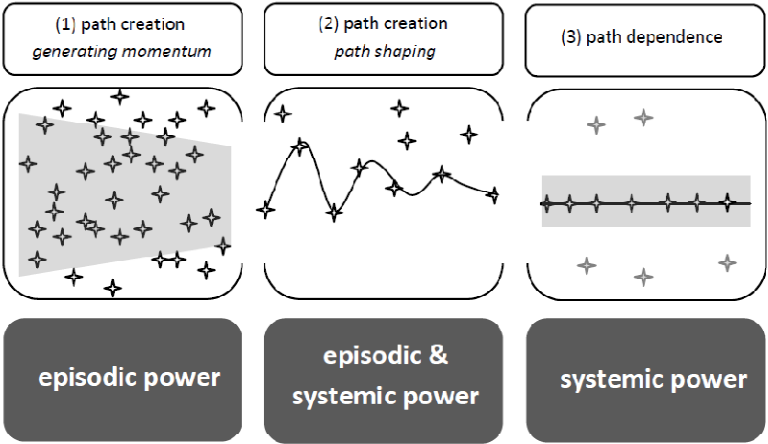 (1) path creation
generating momentum
(2) path creation
path shaping
(3) path dependence
episodic power
episodic &
systemic power
systemic power